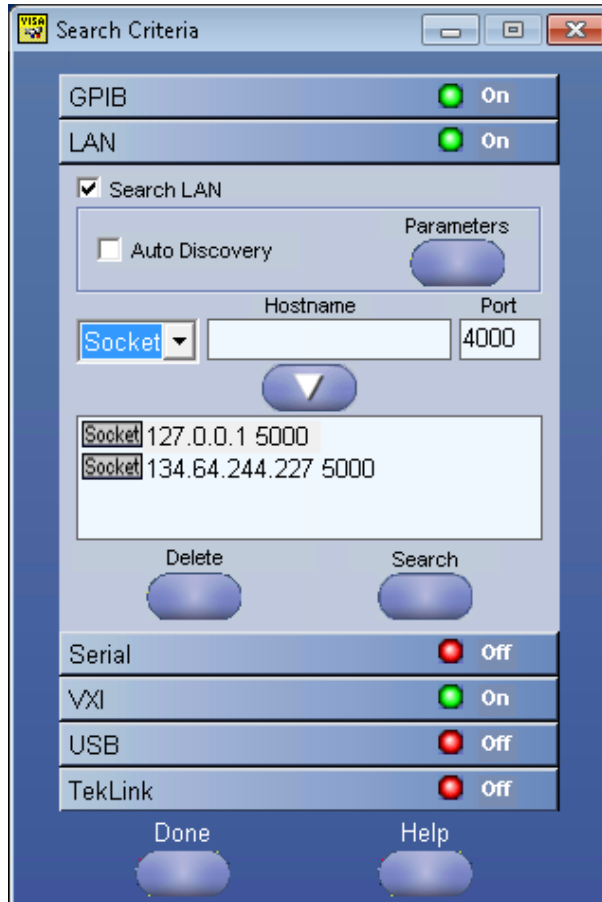 VISA Search Criteria
GPIB On
LAN On
Search LAN
Parameters
Auto Discovery
Hostname Port
Socket 4000
Socket 127.0.0.1 5000
Socket 134.64.244.227 5000
Delete Search
Serial Off
VXI On
USB Off
TekLink Off
Done Help